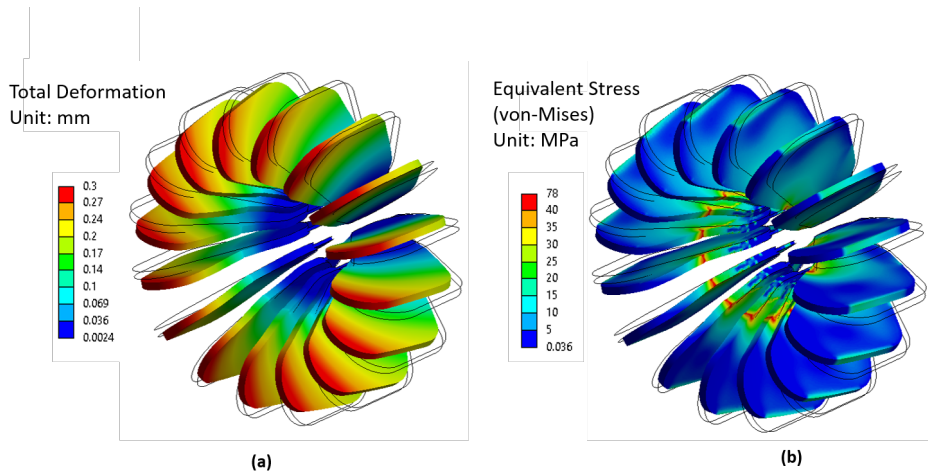 Total Deformation
Unit: mm
0.3
0.27
0.24
0.2
0.17
0.14
0.1
0.069
0.036
0.0024
(a)
Equivalent Stress
(von-Mises)
Unit: MPa
78
40
35
30
25
20
15
10
5
0.036
(b)